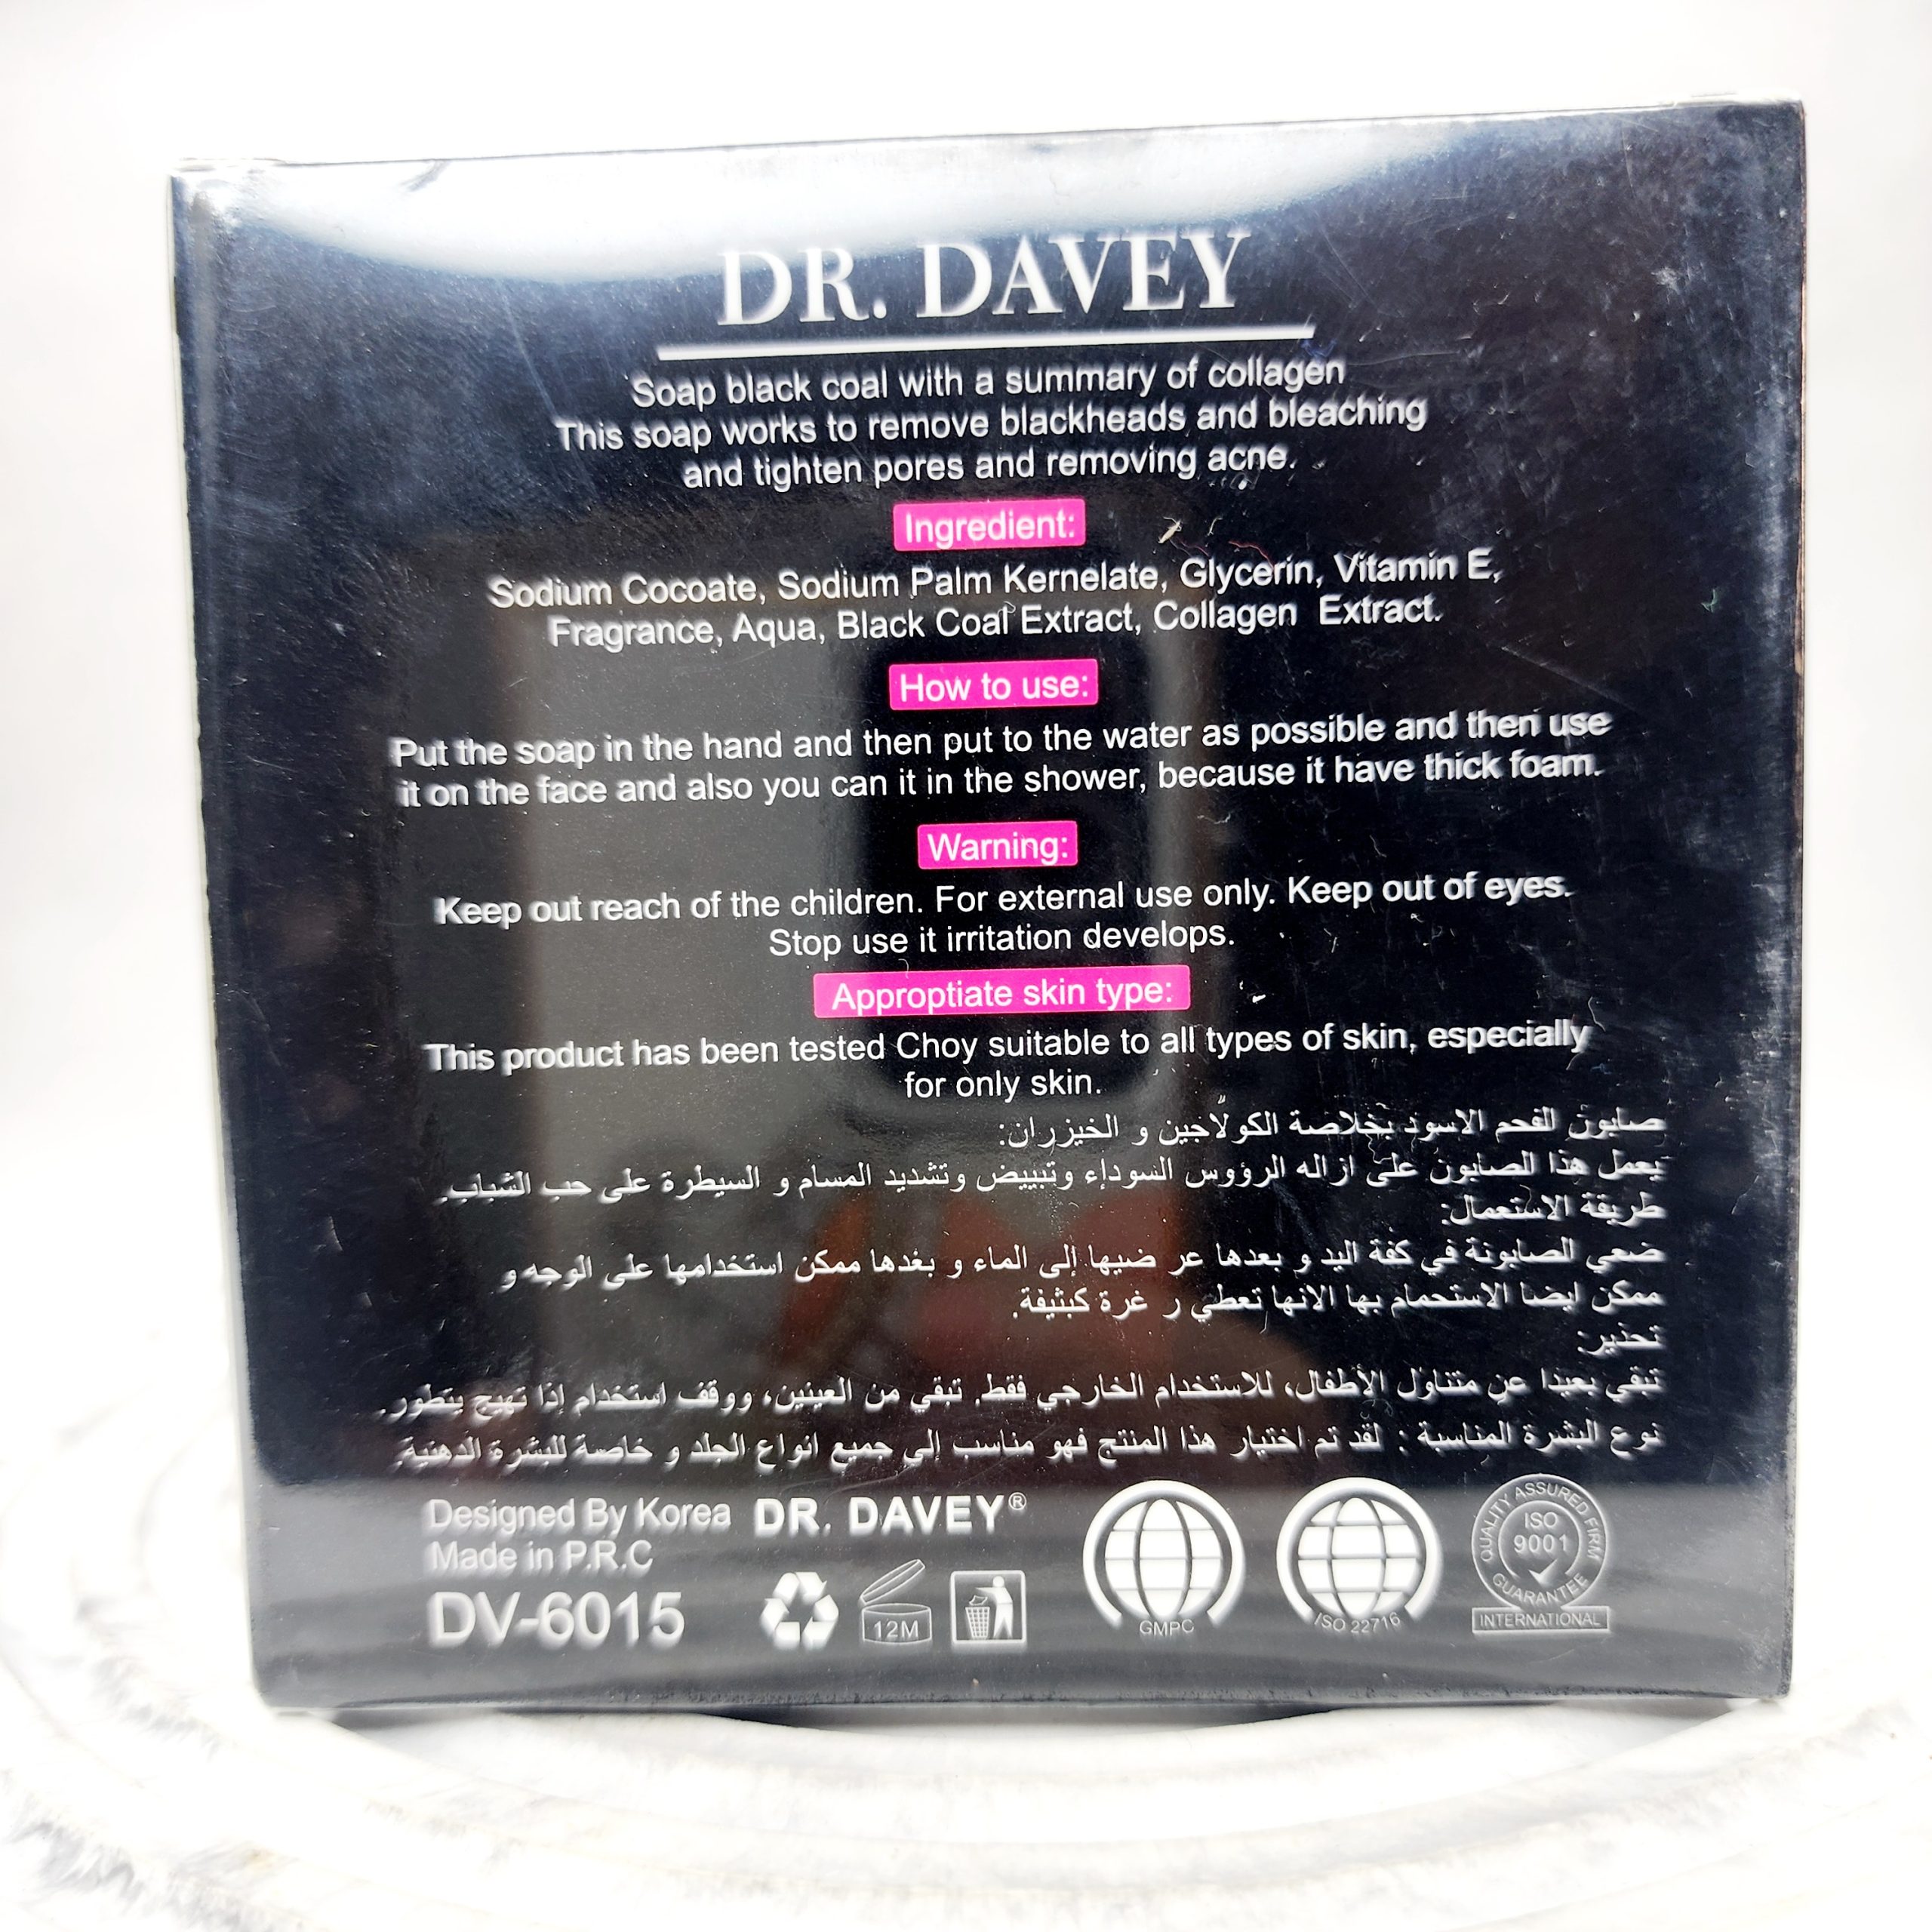 DR. DAVEY
Soap black coal with a summary of collagen
This soap works to remove blackheads and bleaching
and tighten pores and removing acne.
Ingredient:
Sodium Cocoate, Sodium Palm Kernelate, Glycerin, Vitamin E,
Fragrance, Aqua, Black Coal Extract, Collagen Extract.
How to use:
Put the soap in the hand and then put to the water as possible and then use
it on the face and also you can it in the shower, because it have thick foam.
Warning:
Keep out reach of the children. For external use only. Keep out of eyes.
Stop use it irritation develops.
Approptiate skin type:
This product has been tested Choy suitable to all types of skin, especially
for only skin.
صابون الفحم الاسود بخلاصة الكولاجين و الخيزران:
يعمل هذا الصابون على ازاله الرؤوس السوداء وتبييض وتشديد المسام و السيطرة على حب الشباب.
طريقة الاستعمال:
ضعي الصابونة في كفة اليد و بعدها عر ضيها إلى الماء و بغدها ممكن استخدامها على الوجه و
ممكن ايضا الاستحمام بها الانها تعطي ر غرة كبثيفة.
تحذير:
تبقي بعيدا عن متناول الأطفال، للاستخدام الخارجي فقط. تبقي من العينين، ووقف استخدام إذا تهيج يتطور.
نوع البشرة المناسبة : لقد تم اختيار هذا المنتج فهو مناسب إلى جميع انواع الجلد و خاصة للبشرة الدهنية.
Designed By Korea DR. DAVEY®
Made in P.R.C
DV-6015
12M
GMPC
ISO 22716
QUALITY ASSURED FIRM
ISO
9001
GUARANTEE
INTERNATIONAL